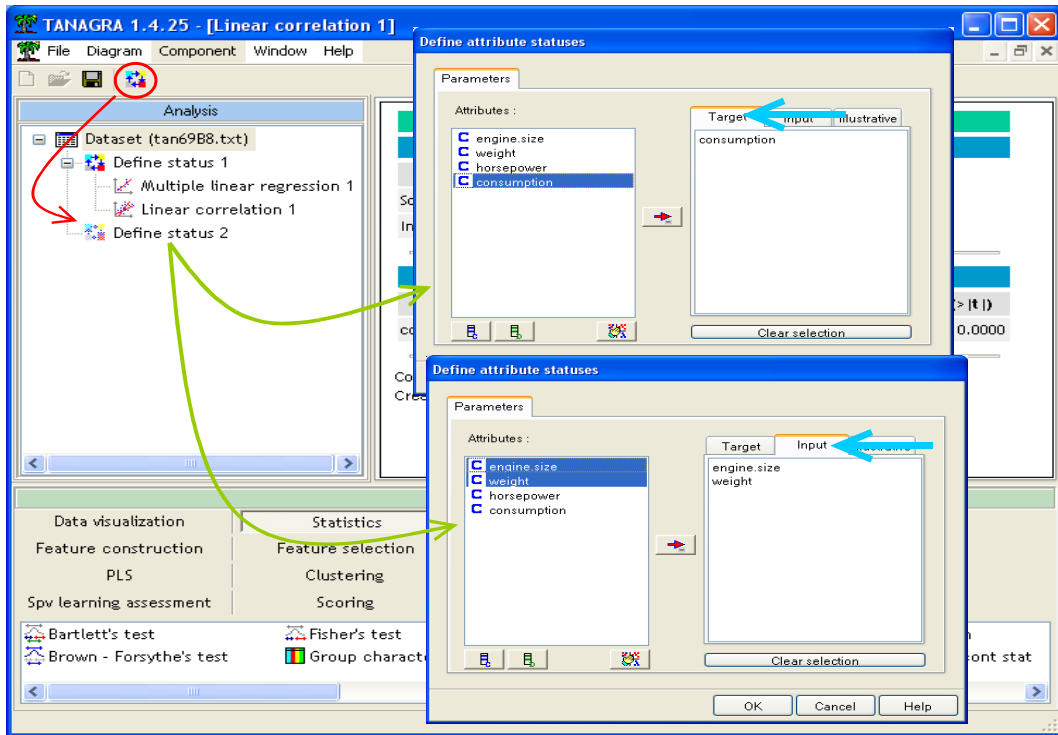 TANAGRA 1.4.25 - [Linear correlation 1]
File Diagram Component Window Help
Analysis
Dataset (tan69B8.txt)
Define status 1
Multiple linear regression 1
Linear correlation 1
Define status 2
Define attribute statuses
Parameters
Attributes :
engine.size
weight
horsepower
consumption
Target Input Illustrative
consumption
Clear selection
|t |)
0.0000
Define attribute statuses
Parameters
Attributes :
engine.size
weight
horsepower
consumption
Target Input
engine.size
weight
Clear selection
OK Cancel Help
Data visualization Statistics
Feature construction Feature selection
PLS Clustering
Spv learning assessment Scoring
Bartlett's test Fisher's test
Brown - Forsythe's test Group
cont stat